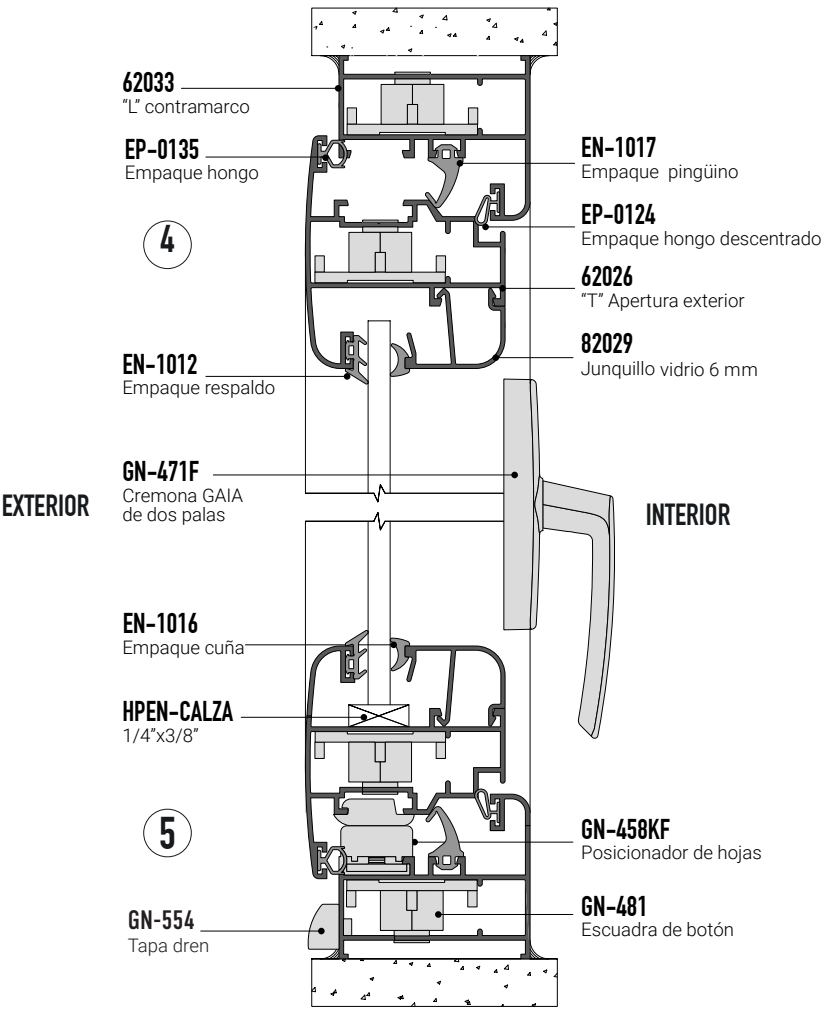 62033
"L" contramarco
EP-0135
Empaque hongo
EN-1017
Empaque pingüino
EP-0124
Empaque hongo descentrado
4
62026
"T" Apertura exterior
82029
Junquillo vidrio 6 mm
EN-1012
Empaque respaldo
GN-471F
Cremona GAIA
de dos palas
EXTERIOR
INTERIOR
EN-1016
Empaque cuña
HPEN-CALZA
1/4"x3/8"
5
GN-458KF
Posicionador de hojas
GN-481
Escuadra de botón
GN-554
Tapa dren